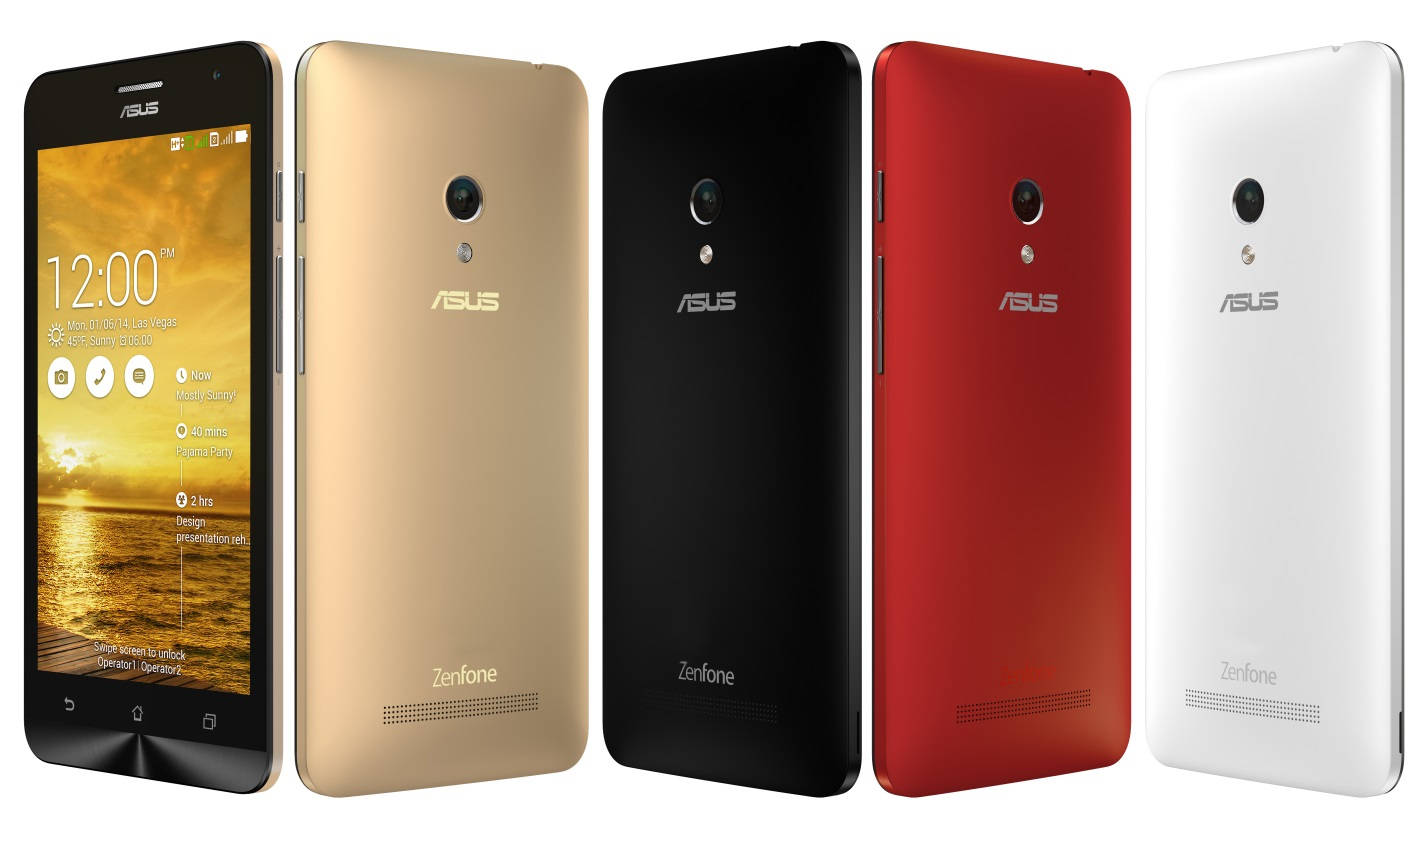 ASUS
H+
12:00 PM
Mon, 01/06/14, Las Vegas
45ºF, Sunny 06:00
Now
Mostly Sunny!
40 mins
Pajama Party
2 hrs
Design
presentation reh..
Swipe screen to unlock
Operator1 | Operator2
ASUS
ZenFone
ASUS
ZenFone
ASUS
ZenFone
ASUS
ZenFone